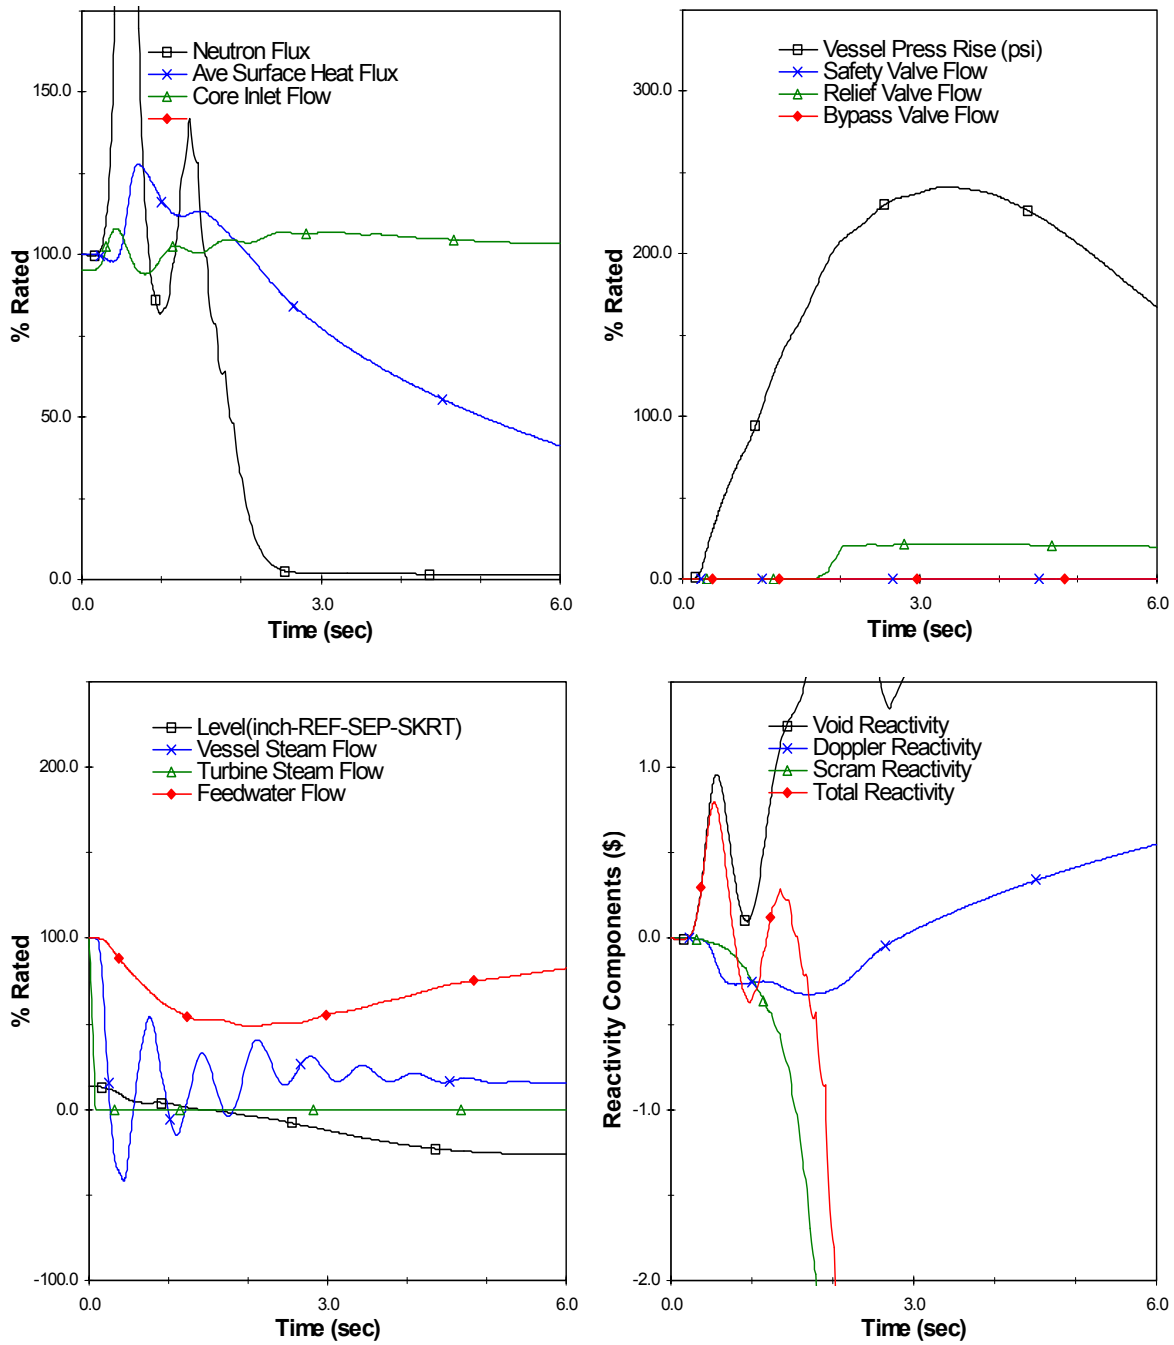 Neutron Flux
Ave Surface Heat Flux
Core Inlet Flow
150.0
100.0
50.0
0.0
% Rated
0.0
3.0
6.0
Time (sec)
Vessel Press Rise (psi)
Safety Valve Flow
Relief Valve Flow
Bypass Valve Flow
300.0
200.0
100.0
0.0
% Rated
0.0
3.0
6.0
Time (sec)
Level(inch-REF-SEP-SKRT)
Vessel Steam Flow
Turbine Steam Flow
Feedwater Flow
200.0
100.0
0.0
-100.0
% Rated
0.0
3.0
6.0
Time (sec)
Void Reactivity
Doppler Reactivity
Scram Reactivity
Total Reactivity
1.0
0.0
-1.0
-2.0
Reactivity Components ($)
0.0
3.0
6.0
Time (sec)